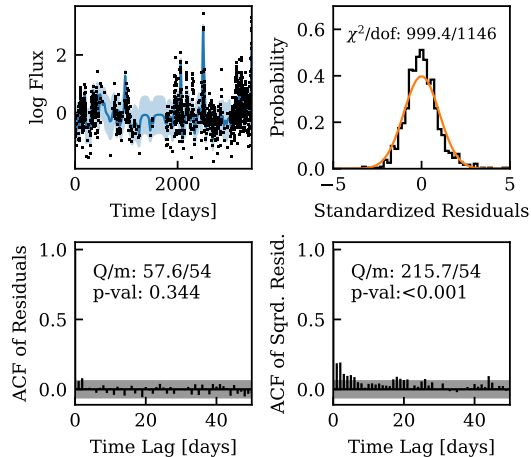 log Flux
2
0
0
2000
Time [days]
Probability
0.6
0.4
0.2
0.0
χ²/dof: 999.4/1146
−5
0
5
Standardized Residuals
ACF of Residuals
1.0
0.5
0.0
Q/m: 57.6/54
p-val: 0.344
0
20
40
Time Lag [days]
ACF of Sqrd. Resid.
1.0
0.5
0.0
Q/m: 215.7/54
p-val:<0.001
0
20
40
Time Lag [days]